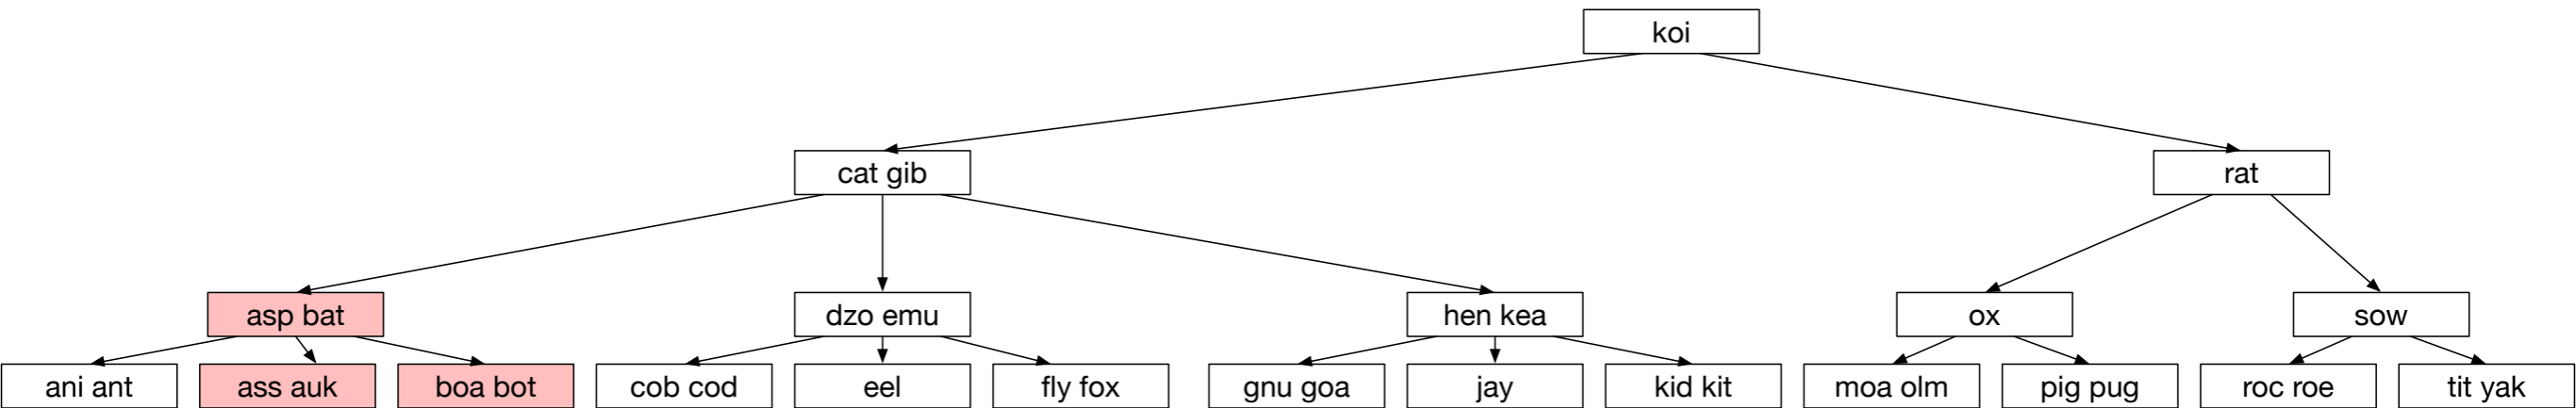 koi
cat gib
rat
asp bat
dzo emu
hen kea
ox
sow
ani ant
ass auk
boa bot
cob cod
eel
fly fox
gnu goa
jay
kid kit
moa olm
pig pug
roc roe
tit yak